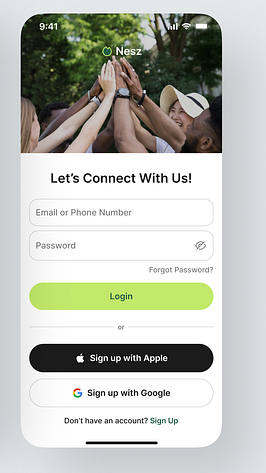 9:41
Nesz
Let's Connect With Us!
Email or Phone Number
Password
Forgot Password?
Login
or
Sign up with Apple
Sign up with Google
Don't have an account? Sign Up